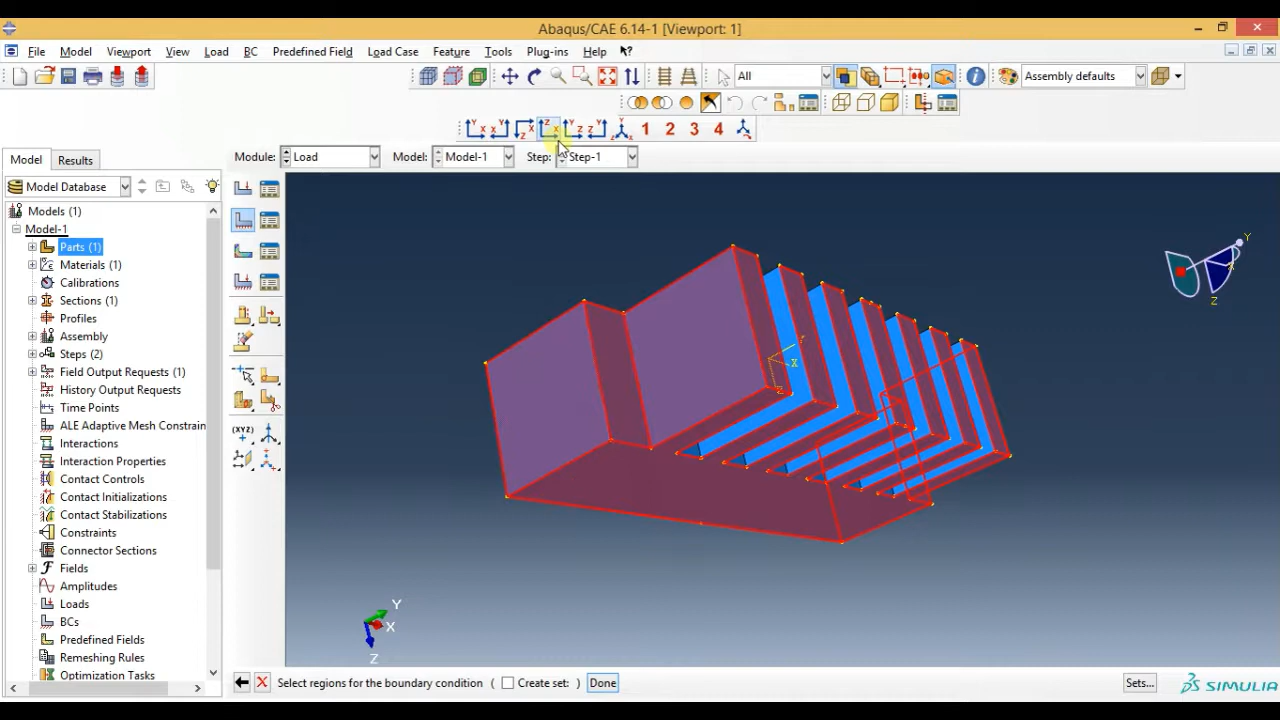 Abaqus/CAE 6.14-1 [Viewport: 1]
File Model Viewport View Load BC Predefined Field Load Case Feature Tools Plug-ins Help
All Assembly defaults
1 2 3 4
Model Results Module: Load Model: Model-1 Step: Step-1
Model Database
Models (1)
Model-1
Parts (1)
Materials (1)
Calibrations
Sections (1)
Profiles
Assembly
Steps (2)
Field Output Requests (1)
History Output Requests
Time Points
ALE Adaptive Mesh Constrain
Interactions
Interaction Properties
Contact Controls
Contact Initializations
Contact Stabilizations
Constraints
Connector Sections
Fields
Amplitudes
Loads
BCs
Predefined Fields
Remeshing Rules
Optimization Tasks
(XYZ)
Y
Z
X
Y
X
Z
Select regions for the boundary condition ( Create set: ) Done Sets... SIMULIA